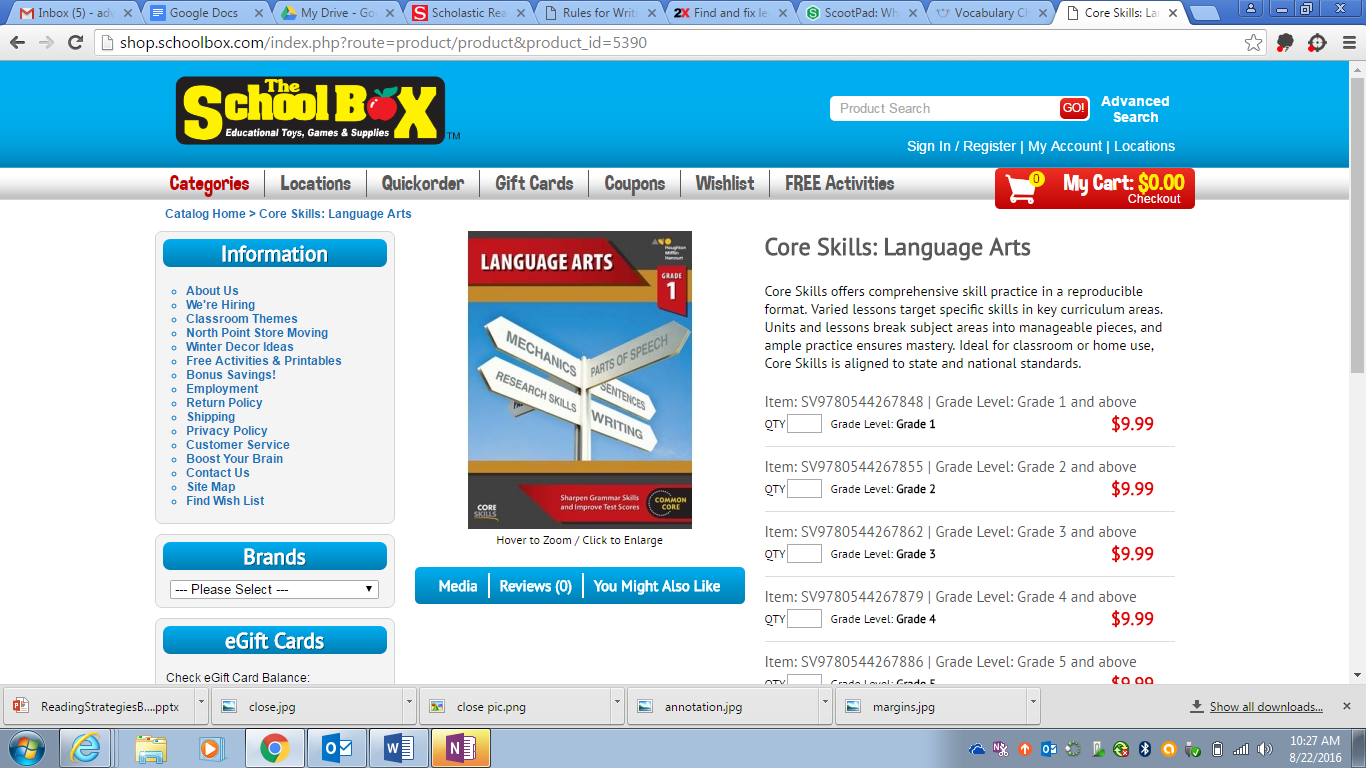 Inbox (5) - adv
Google Docs
My Drive - Go
Scholastic Rea
Rules for Writi
Find and fix le
ScootPad: Wh
Vocabulary Ch
Core Skills: La
shop.schoolbox.com/index.php?route=product/product&product_id=5390
The
School Box
Educational Toys, Games & Supplies
TM
Product Search
GO!
Advanced
Search
Sign In / Register | My Account | Locations
Categories
Locations
Quickorder
Gift Cards
Coupons
Wishlist
FREE Activities
0
My Cart: $0.00
Checkout
Catalog Home > Core Skills: Language Arts
Information
About Us
We're Hiring
Classroom Themes
North Point Store Moving
Winter Decor Ideas
Free Activities & Printables
Bonus Savings!
Employment
Return Policy
Shipping
Privacy Policy
Customer Service
Boost Your Brain
Contact Us
Site Map
Find Wish List
Brands
--- Please Select ---
eGift Cards
Check eGift Card Balance:
Houghton
Mifflin
Harcourt
LANGUAGE ARTS
GRADE
1
MECHANICS
PARTS OF SPEECH
RESEARCH SKILLS
SENTENCES
WRITING
CORE
SKILLS
Sharpen Grammar Skills
and Improve Test Scores
COMMON
CORE
Hover to Zoom / Click to Enlarge
Media
Reviews (0)
You Might Also Like
Core Skills: Language Arts
Core Skills offers comprehensive skill practice in a reproducible
format. Varied lessons target specific skills in key curriculum areas.
Units and lessons break subject areas into manageable pieces, and
ample practice ensures mastery. Ideal for classroom or home use,
Core Skills is aligned to state and national standards.
Item: SV9780544267848 | Grade Level: Grade 1 and above
QTY Grade Level: Grade 1 $9.99
Item: SV9780544267855 | Grade Level: Grade 2 and above
QTY Grade Level: Grade 2 $9.99
Item: SV9780544267862 | Grade Level: Grade 3 and above
QTY Grade Level: Grade 3 $9.99
Item: SV9780544267879 | Grade Level: Grade 4 and above
QTY Grade Level: Grade 4 $9.99
Item: SV9780544267886 | Grade Level: Grade 5 and above
QTY Grade Level: Grade 5 $9.99
ReadingStrategiesB....pptx
close.jpg
close pic.png
annotation.jpg
margins.jpg
Show all downloads...
10:27 AM
8/22/2016